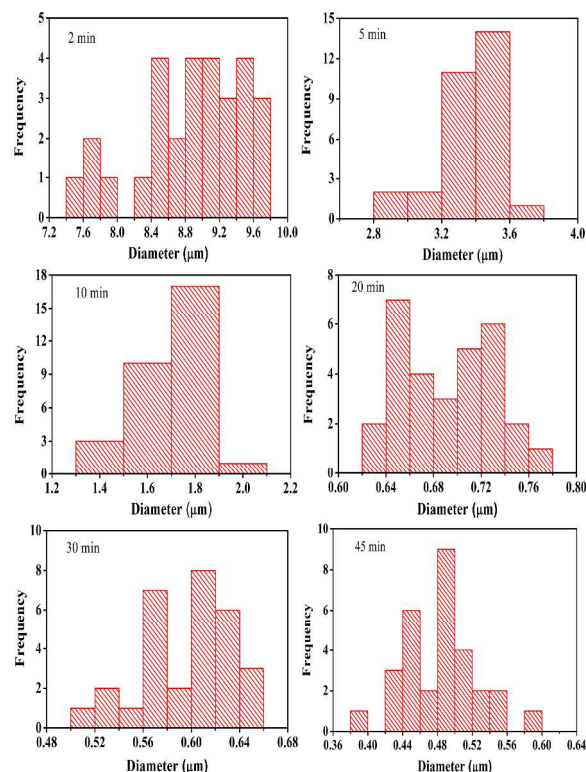 2 min
Frequency
5
4
3
2
1
0
7.2 7.6 8.0 8.4 8.8 9.2 9.6 10.0
Diameter (μm)
5 min
Frequency
15
12
9
6
3
0
2.8 3.2 3.6 4.0
Diameter (μm)
10 min
Frequency
18
15
12
9
6
3
0
1.2 1.4 1.6 1.8 2.0 2.2
Diameter (μm)
20 min
Frequency
8
6
4
2
0
0.60 0.64 0.68 0.72 0.76 0.80
Diameter (μm)
30 min
Frequency
10
8
6
4
2
0
0.48 0.52 0.56 0.60 0.64 0.68
Diameter (μm)
45 min
Frequency
10
8
6
4
2
0
0.36 0.40 0.44 0.48 0.52 0.56 0.60 0.64
Diameter (μm)